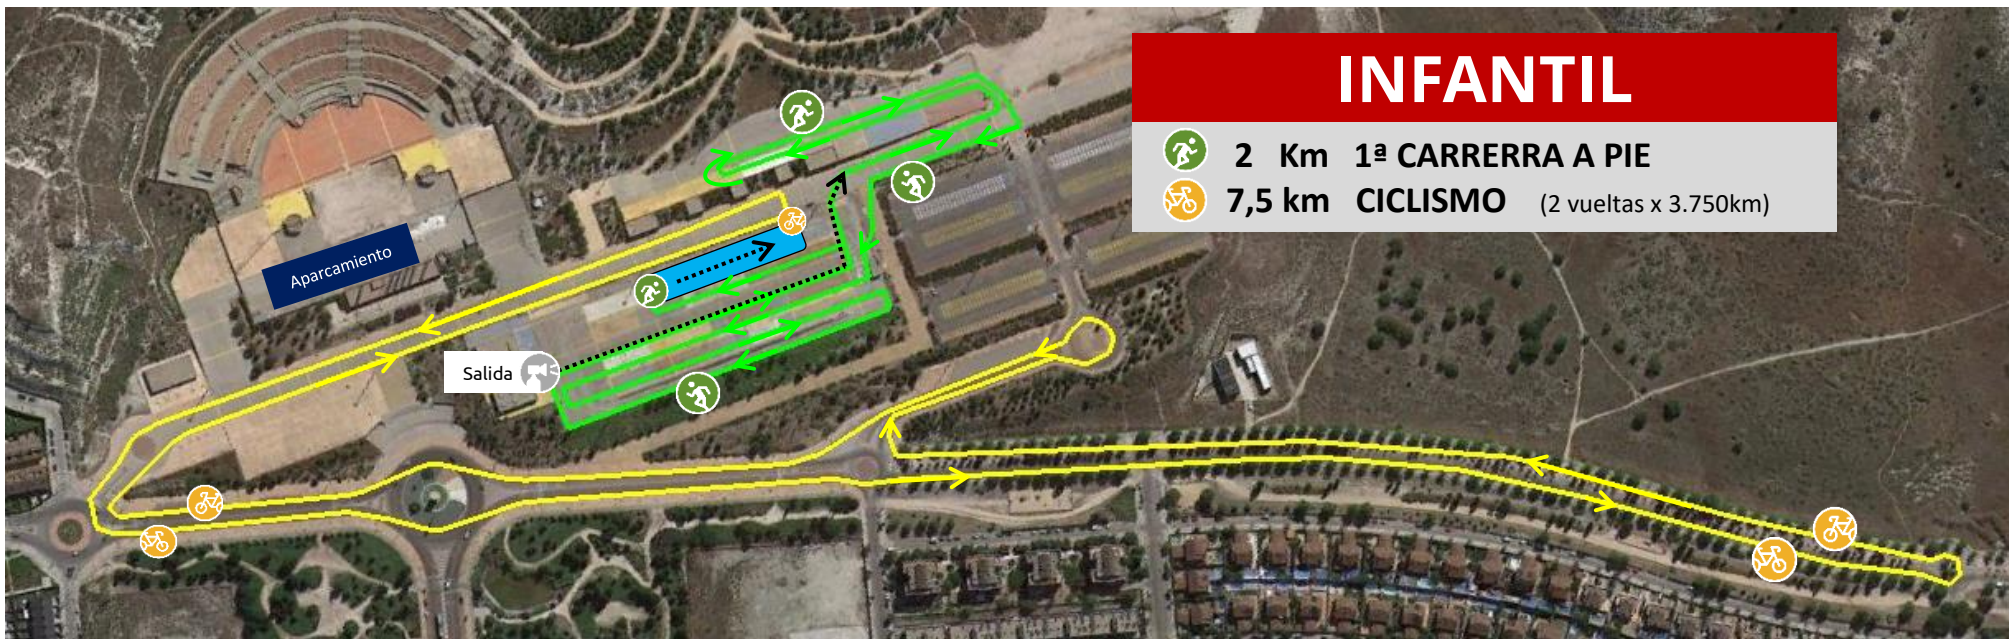 INFANTIL
2 Km 1ª CARRERRA A PIE
7,5 km CICLISMO (2 vueltas x 3.750km)
Aparcamiento
Salida